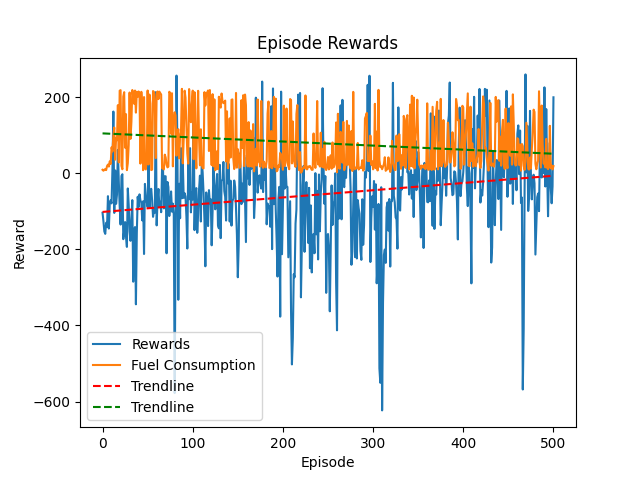 Episode Rewards
200
0
−200
−400
−600
Reward
Rewards
Fuel Consumption
Trendline
Trendline
0
100
200
300
400
500
Episode